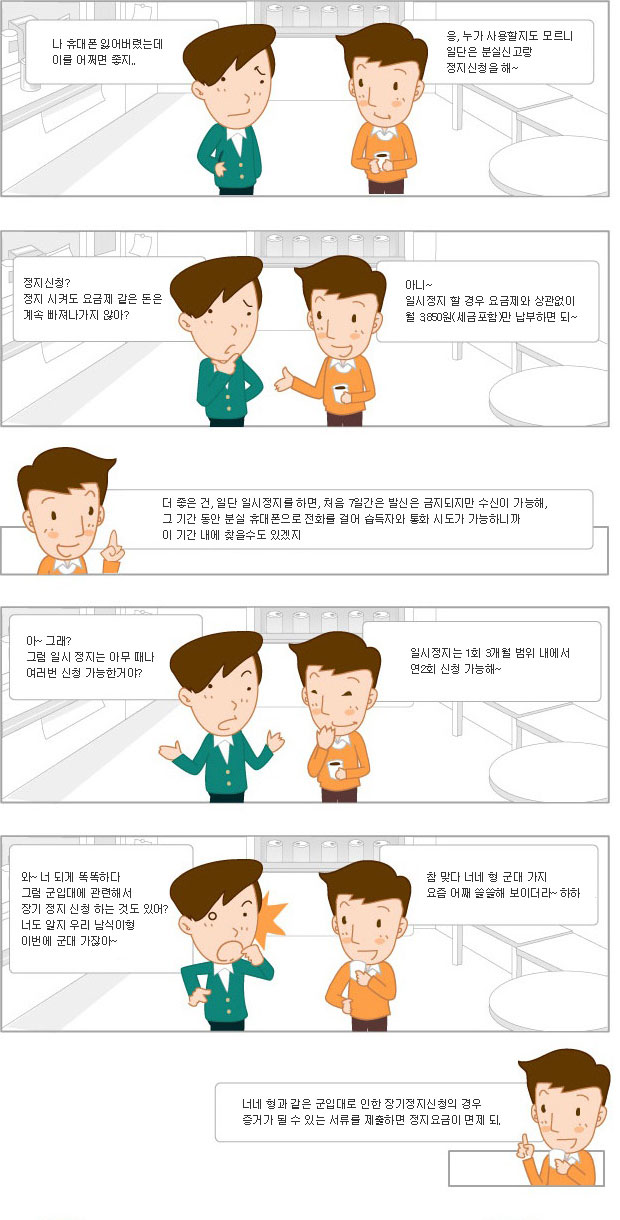 나 휴대폰 잃어버렸는데
이를 어쩌면 좋지..
응, 누가 사용할지도 모르니
일단은 분실신고랑
정지신청을 해~
정지신청?
정지 시켜도 요금제 같은 돈은
계속 빠져나가지 않아?
아니~
일시정지 할 경우 요금제와 상관없이
월 3,850원(세금포함)만 납부하면 되~
더 좋은 건, 일단 일시정지를 하면, 처음 7일간은 발신은 금지되지만 수신이 가능해,
그 기간 동안 분실 휴대폰으로 전화를 걸어 습득자와 통화 시도가 가능하니까
이 기간 내에 찾을수도 있겠지
아~ 그래?
그럼 일시 정지는 아무 때나
여러번 신청 가능한거야?
일시정지는 1회 3개월 범위 내에서
연2회 신청 가능해~
와~ 너 되게 똑똑하다
그럼 군입대에 관련해서
장기 정지 신청 하는 것도 있어?
너도 알지 우리 남식이형
이번에 군대 가잖아~
참 맞다 너네 형 군대 가지
요즘 어째 쓸쓸해 보이더라~ 하하
너네 형과 같은 군입대로 인한 장기정지신청의 경우
증거가 될 수 있는 서류를 제출하면 정지요금이 면제 되.